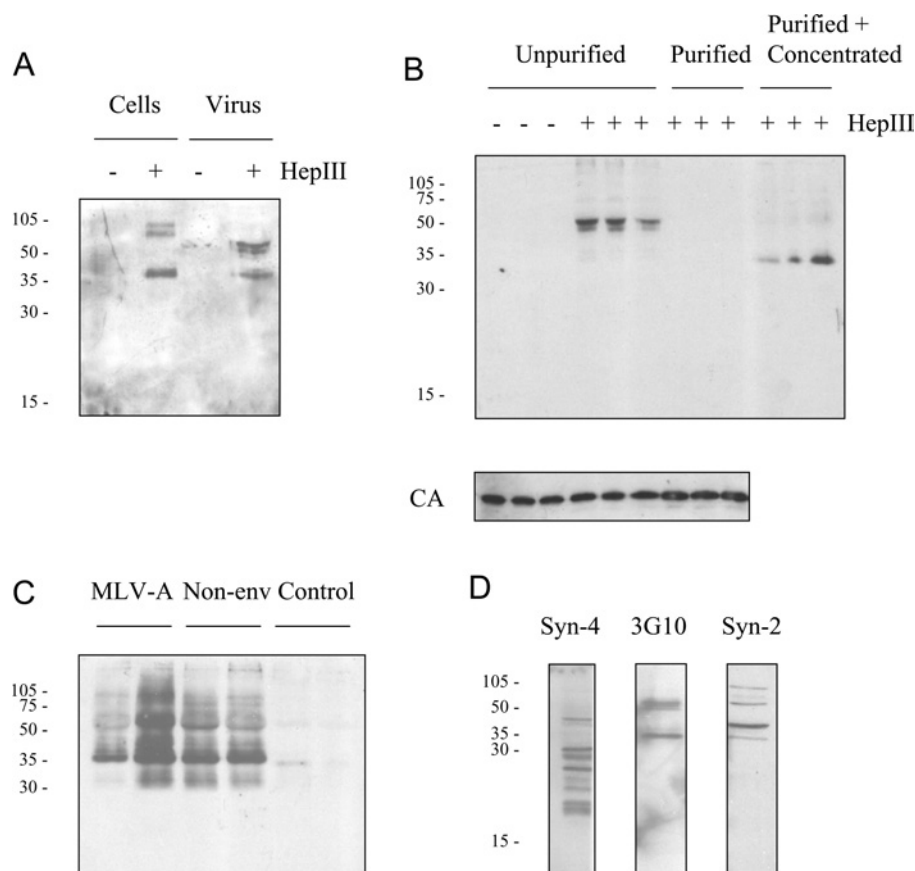 A
Cells Virus
- + - + HepIII
105 -
50 -
35 -
30 -
15 -
B
Unpurified Purified Purified +
Concentrated
- - - + + + + + + + + + HepIII
105 -
75 -
50 -
35 -
30 -
15 -
CA
C
MLV-A Non-env Control
105 -
75 -
50 -
35 -
30 -
D
Syn-4 3G10 Syn-2
105 -
50 -
35 -
30 -
15 -